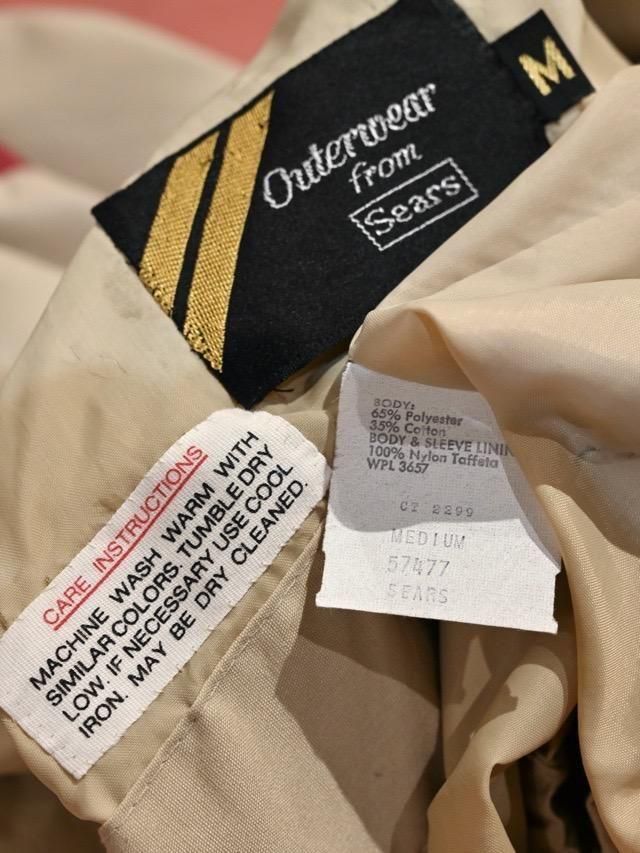 Outerwear
from
Sears
M
BODY:
65% Polyester
35% Cotton
BODY & SLEEVE
100% Nylon Taffeta
WPL 3657
CT 2299
MEDIUM
57477
SEARS
CARE INSTRUCTIONS
MACHINE WASH WARM WITH
SIMILAR COLORS. TUMBLE DRY
LOW. IF NECESSARY USE COOL
IRON. MAY BE DRY CLEANED.